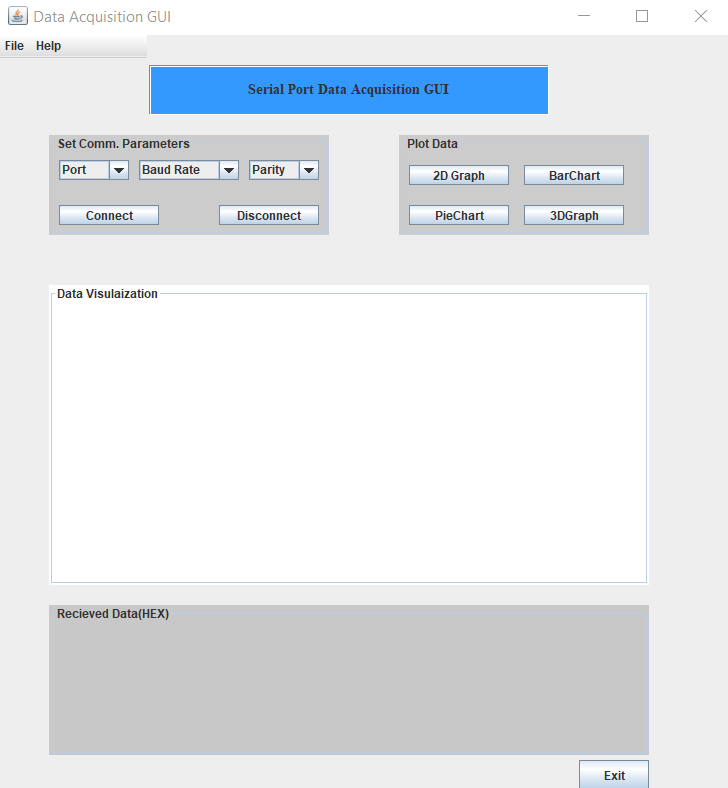 Data Acquisition GUI
File Help
Serial Port Data Acquisition GUI
Set Comm. Parameters
Port Baud Rate Parity
Connect Disconnect
Plot Data
2D Graph BarChart
PieChart 3DGraph
Data Visulaization
Recieved Data(HEX)
Exit